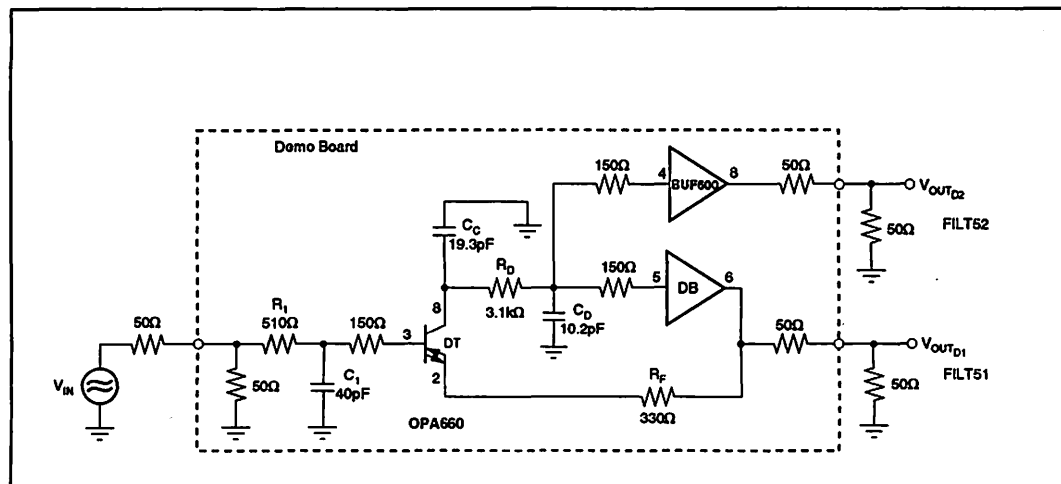 Demo Board
150Ω
4
BUF600
8
50Ω
V_OUT_D2
FILT52
50Ω
C_C
19.3pF
R_D
3.1kΩ
150Ω
5
DB
6
8
C_D
10.2pF
50Ω
R_1
510Ω
150Ω
3
DT
2
50Ω
V_OUT_D1
FILT51
50Ω
V_IN
50Ω
C_1
40pF
R_F
330Ω
OPA660